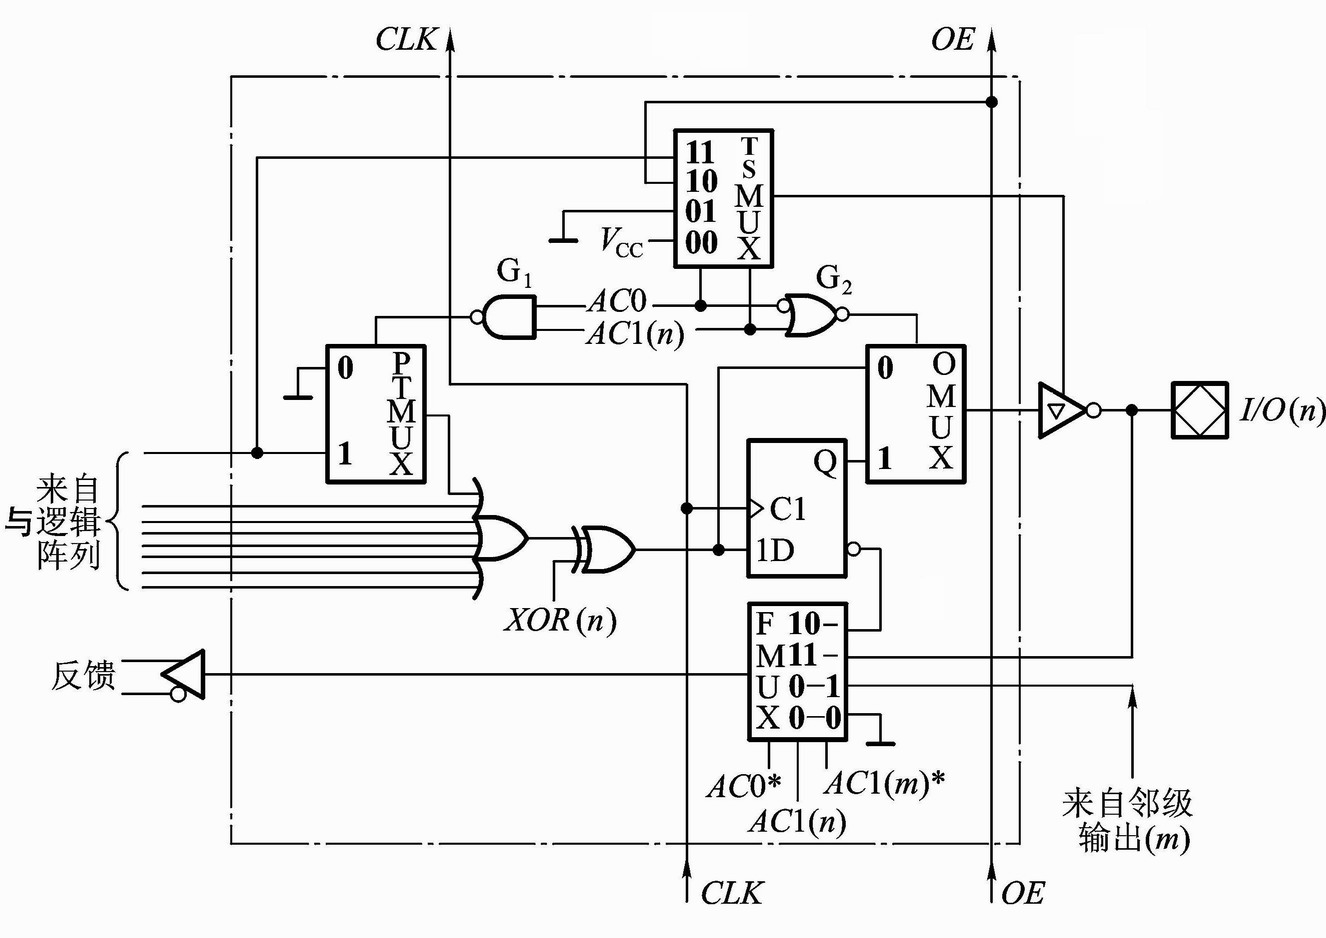 CLK
OE
11
10
01
00
T
S
M
U
X
V_CC
G₁
AC0
AC1(n)
G₂
0
1
P
T
M
U
X
0
1
O
M
U
X
I/O(n)
Q
C1
1D
来自
与逻辑
阵列
XOR(n)
反馈
F 10-
M 11-
U 0-1
X 0-0
AC0*
AC1(m)*
AC1(n)
来自邻级
输出(m)
CLK
OE